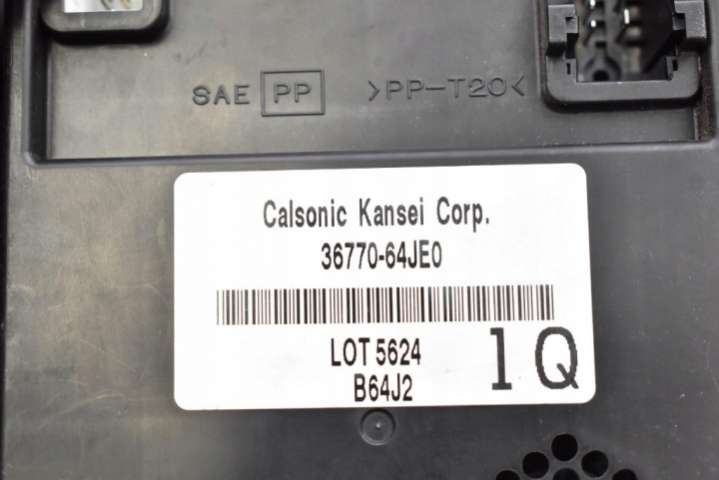 SAE PP >PP-T20<
Calsonic Kansei Corp.
36770-64JE0
LOT 5624
B64J2
1Q